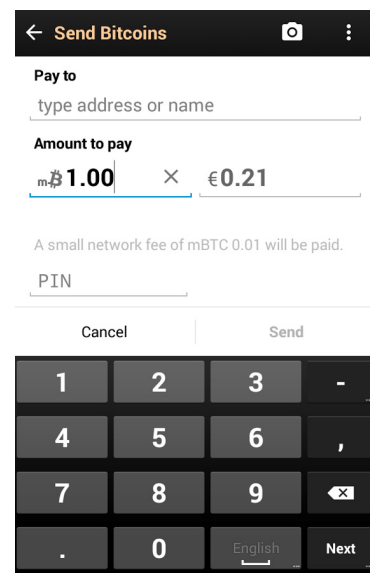 Send Bitcoins
Pay to
type address or name
Amount to pay
m₿1.00 × €0.21
A small network fee of mBTC 0.01 will be paid.
PIN
Cancel Send
1 2 3 -
4 5 6 ,
7 8 9
. 0 English Next